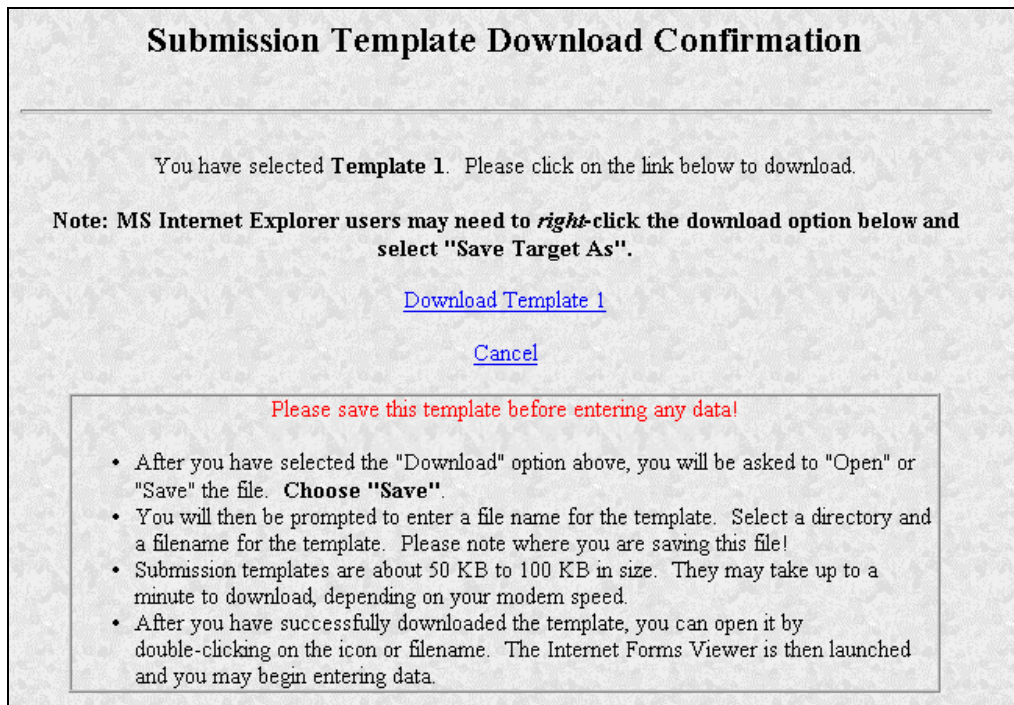 Submission Template Download Confirmation
You have selected Template 1. Please click on the link below to download.
Note: MS Internet Explorer users may need to right-click the download option below and
select "Save Target As".
Download Template 1
Cancel
Please save this template before entering any data!
• After you have selected the "Download" option above, you will be asked to "Open" or
"Save" the file. Choose "Save".
• You will then be prompted to enter a file name for the template. Select a directory and
a filename for the template. Please note where you are saving this file!
• Submission templates are about 50 KB to 100 KB in size. They may take up to a
minute to download, depending on your modem speed.
• After you have successfully downloaded the template, you can open it by
double-clicking on the icon or filename. The Internet Forms Viewer is then launched
and you may begin entering data.